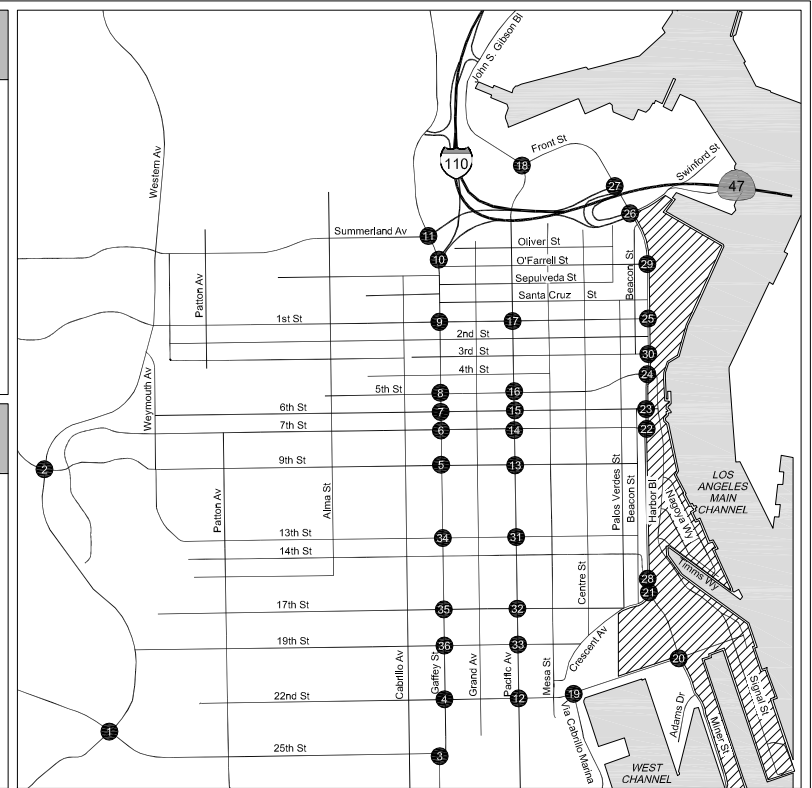 John S. Gibson Bl
110
18
Front St
27
Swinford St
47
Western Av
26
Summerland Av
11
Oliver St
10
O'Farrell St
29
Sepulveda St
Beacon St
Santa Cruz St
Patton Av
1st St
9
17
25
2nd St
3rd St
30
4th St
24
Weymouth Av
5th St
8
16
6th St
7
15
23
7th St
6
14
22
2
9th St
5
13
LOS
ANGELES
MAIN
CHANNEL
Patton Av
Alma St
Palos Verdes St
Beacon St
Harbor Bl
Nagoya Wy
13th St
34
31
14th St
Timms Wy
Centre St
28
21
17th St
35
32
19th St
36
33
Crescent Av
20
Cabrillo Av
Gaffey St
Grand Av
Pacific Av
Mesa St
22nd St
4
12
19
Via Cabrillo Marina
Adams Dr
Miner St
Signal St
1
25th St
3
WEST
CHANNEL